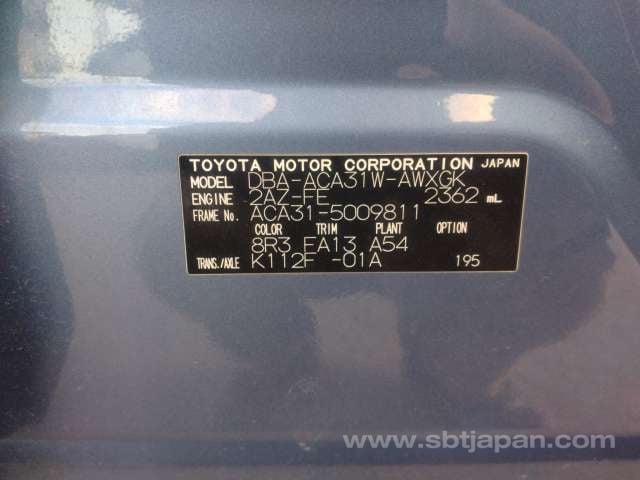 TOYOTA MOTOR CORPORATION JAPAN
MODEL DBA-ACA31W-AWXGK
ENGINE 2AZ-FE 2362 mL
FRAME No. ACA31-5009811
COLOR TRIM PLANT OPTION
8R3 FA13 A54
TRANS./AXLE K112F -01A 195
www.sbtjapan.com